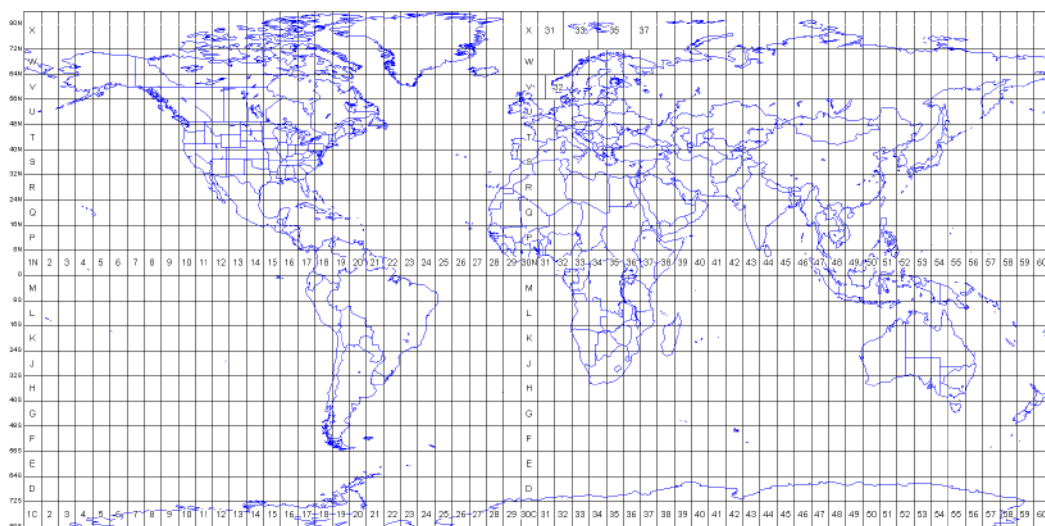 80N
X X 31 33 35 37
72N
W W
64N
V V 32
56N
U U
48N
T T
40N
S S
32N
R R
24N
Q Q
16N
P P
8N
1N 2 3 4 5 6 7 8 9 10 11 12 13 14 15 16 17 18 19 20 21 22 23 24 25 26 27 28 29 30N 31 32 33 34 35 36 37 38 39 40 41 42 43 44 45 46 47 48 49 50 51 52 53 54 55 56 57 58 59 60
0
M M
8S
L L
16S
K K
24S
J J
32S
H H
40S
G G
48S
F F
56S
E E
64S
D D
72S
1C 2 3 4 5 6 7 8 9 10 11 12 13 14 15 16 17 18 19 20 21 22 23 24 25 26 27 28 29 30C 31 32 33 34 35 36 37 38 39 40 41 42 43 44 45 46 47 48 49 50 51 52 53 54 55 56 57 58 59 60